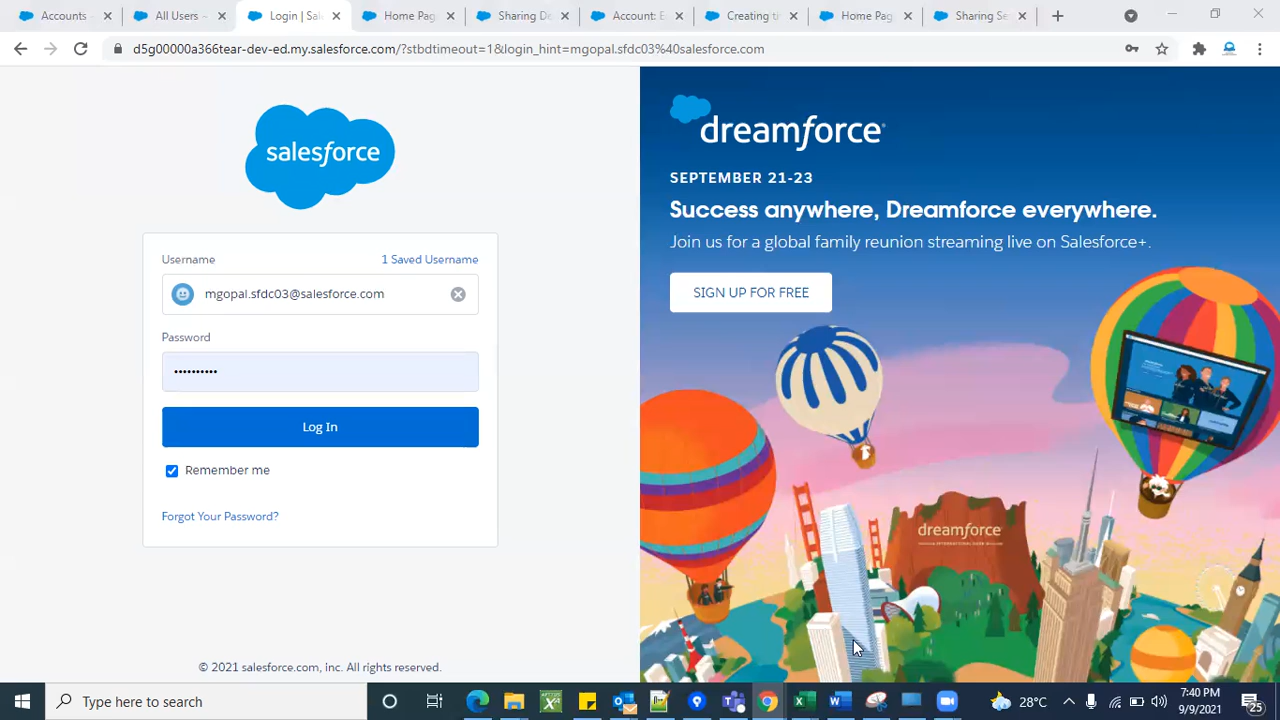 Accounts
All Users -
Login | Sal
Home Pag
Sharing De
Account: E
Creating t
Home Pag
Sharing Se
d5g00000a366tear-dev-ed.my.salesforce.com/?stbdtimeout=1&login_hint=mgopal.sfdc03%40salesforce.com
salesforce
Username
1 Saved Username
mgopal.sfdc03@salesforce.com
Password
••••••••••
Log In
Remember me
Forgot Your Password?
© 2021 salesforce.com, inc. All rights reserved.
dreamforce
SEPTEMBER 21-23
Success anywhere, Dreamforce everywhere.
Join us for a global family reunion streaming live on Salesforce+.
SIGN UP FOR FREE
dreamforce
Type here to search
28°C
7:40 PM
9/9/2021
25